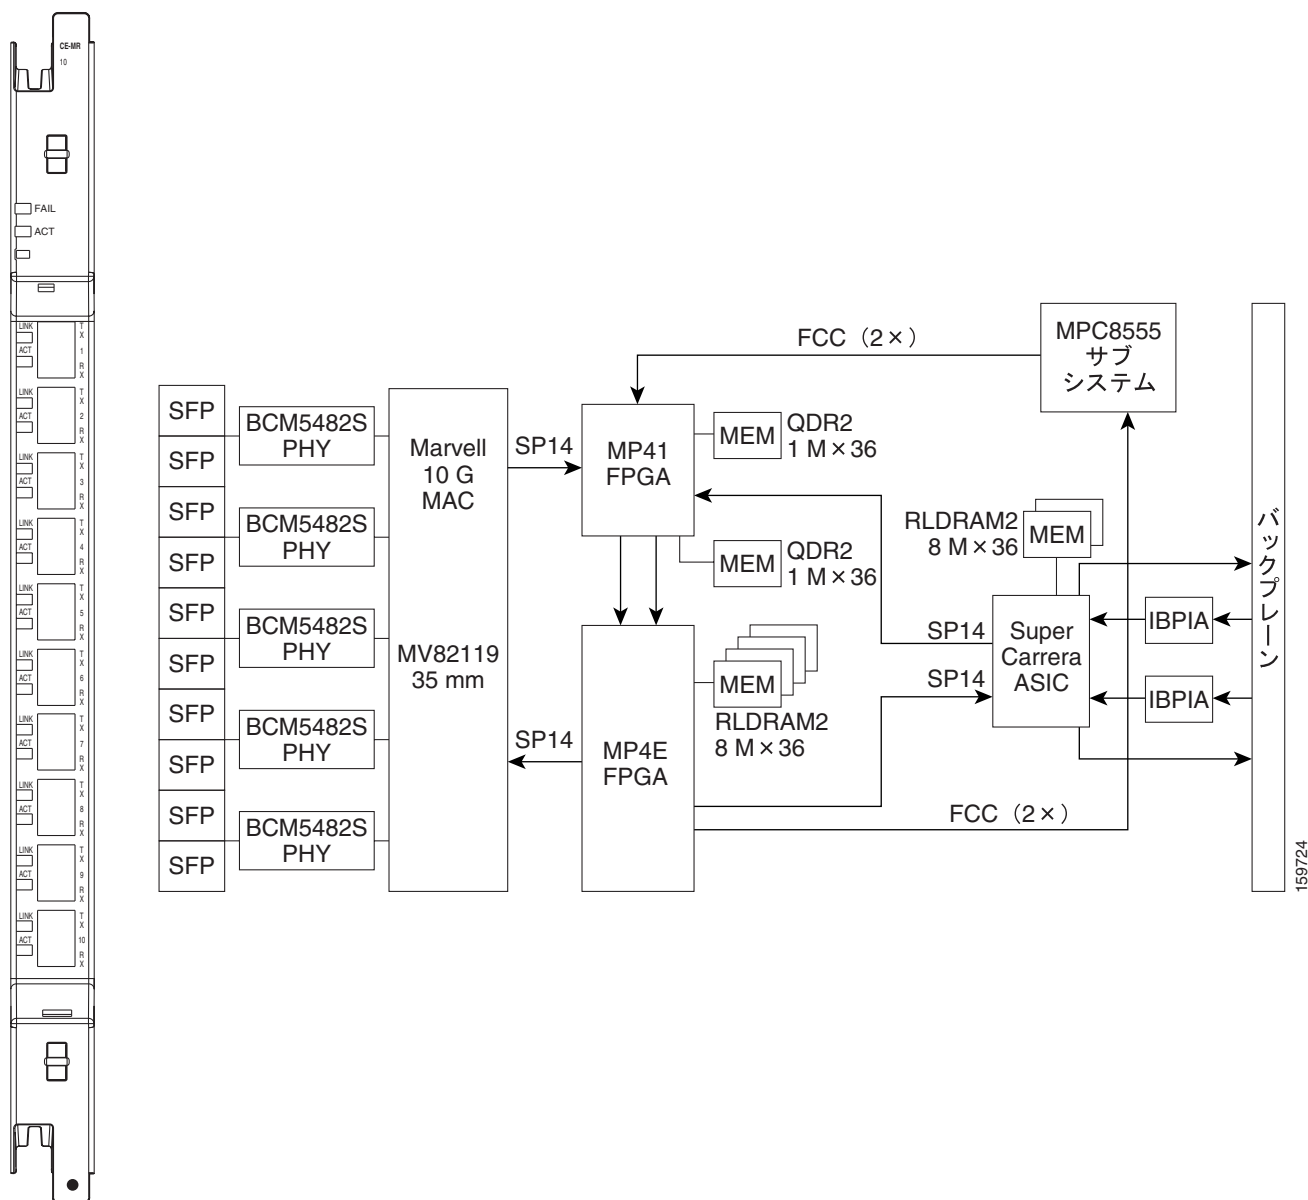 CE-MR
10
FAIL
ACT
LINK
ACT
TX
1
RX
LINK
ACT
TX
2
RX
LINK
ACT
TX
3
RX
LINK
ACT
TX
4
RX
LINK
ACT
TX
5
RX
LINK
ACT
TX
6
RX
LINK
ACT
TX
7
RX
LINK
ACT
TX
8
RX
LINK
ACT
TX
9
RX
LINK
ACT
TX
10
RX
SFP
SFP
SFP
SFP
SFP
SFP
SFP
SFP
SFP
SFP
BCM5482S
PHY
BCM5482S
PHY
BCM5482S
PHY
BCM5482S
PHY
BCM5482S
PHY
Marvell
10 G
MAC
MV82119
35 mm
SP14
SP14
MP41
FPGA
MP4E
FPGA
FCC（2×）
MEM
QDR2
1 M×36
MEM
QDR2
1 M×36
MEM
RLDRAM2
8 M×36
MPC8555
サブ
システム
RLDRAM2
8 M×36
MEM
SP14
SP14
Super
Carrera
ASIC
IBPIA
IBPIA
FCC（2×）
バックプレーン
159724